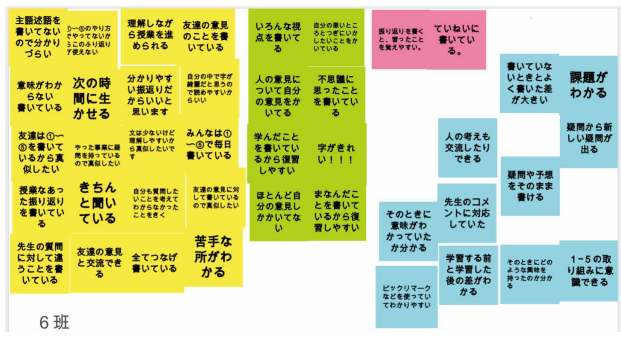 主語述語を
書いてない
ので分かり
づらい
①〜⑤のやり方
でやってないか
らこのふり返り
が使えない
理解しなが
ら授業を進
められる
友達の意見
のことを書
いている
意味がわか
らない
書いている
次の時
間に生
かせる
分かりやす
い振返りだ
からいいと
思います
自分の中で字が
綺麗だと思うの
で読めやすいか
らいい
友達は①〜
⑤を書いて
いるから真
似したい
やった事業に疑
問を持っているの
で真似したい
文は少ないけど
理解しやすいか
ら真似したいで
す
みんなは①
〜⑤で毎日
書いている
授業なあっ
た振り返り
を書いてい
る
きちん
と聞い
ている
自分も質問した
いことを考えて
わからなかった
ことをきく
友達の意見に対
して書いている
ので真似したい
先生の質問
に対して違
うことを書
いている
友達の意見
と交流でき
る
全てつなげ
書いている
苦手な
所がわ
かる
いろんな視
点を書いて
る
自分の思いどこ
ろとつぎにいか
したいことをか
いている
人の意見に
ついて自分
の意見をか
いてる
不思議に
思ったこと
を書いてい
る
学んだこと
を書いてい
るから復習
しやすい
字がきれ
い！！！
ほとんど自
分の意見し
かかいてな
い
まなんだこ
とを書いて
いるから復
習しやすい
振り返りを書く
と、習ったこと
を覚えやすい。
ていねいに
書いてい
る。
書いていな
いときとよ
く書いた差
が大きい
課題が
わかる
人の考えも
交流したり
できる
疑問から新
しい疑問が
出る
疑問や予想
をそのまま
書ける
そのときに
意味がわ
かっていた
か分かる
先生のコメ
ントに対応
していた
学習する前
と学習した
後の差がわ
かる
そのときにどの
ような興味を
持ったのか分か
る
1-5の取
り組みに意
識できる
ビックリマーク
などを使ってい
てわかりやすい
6班